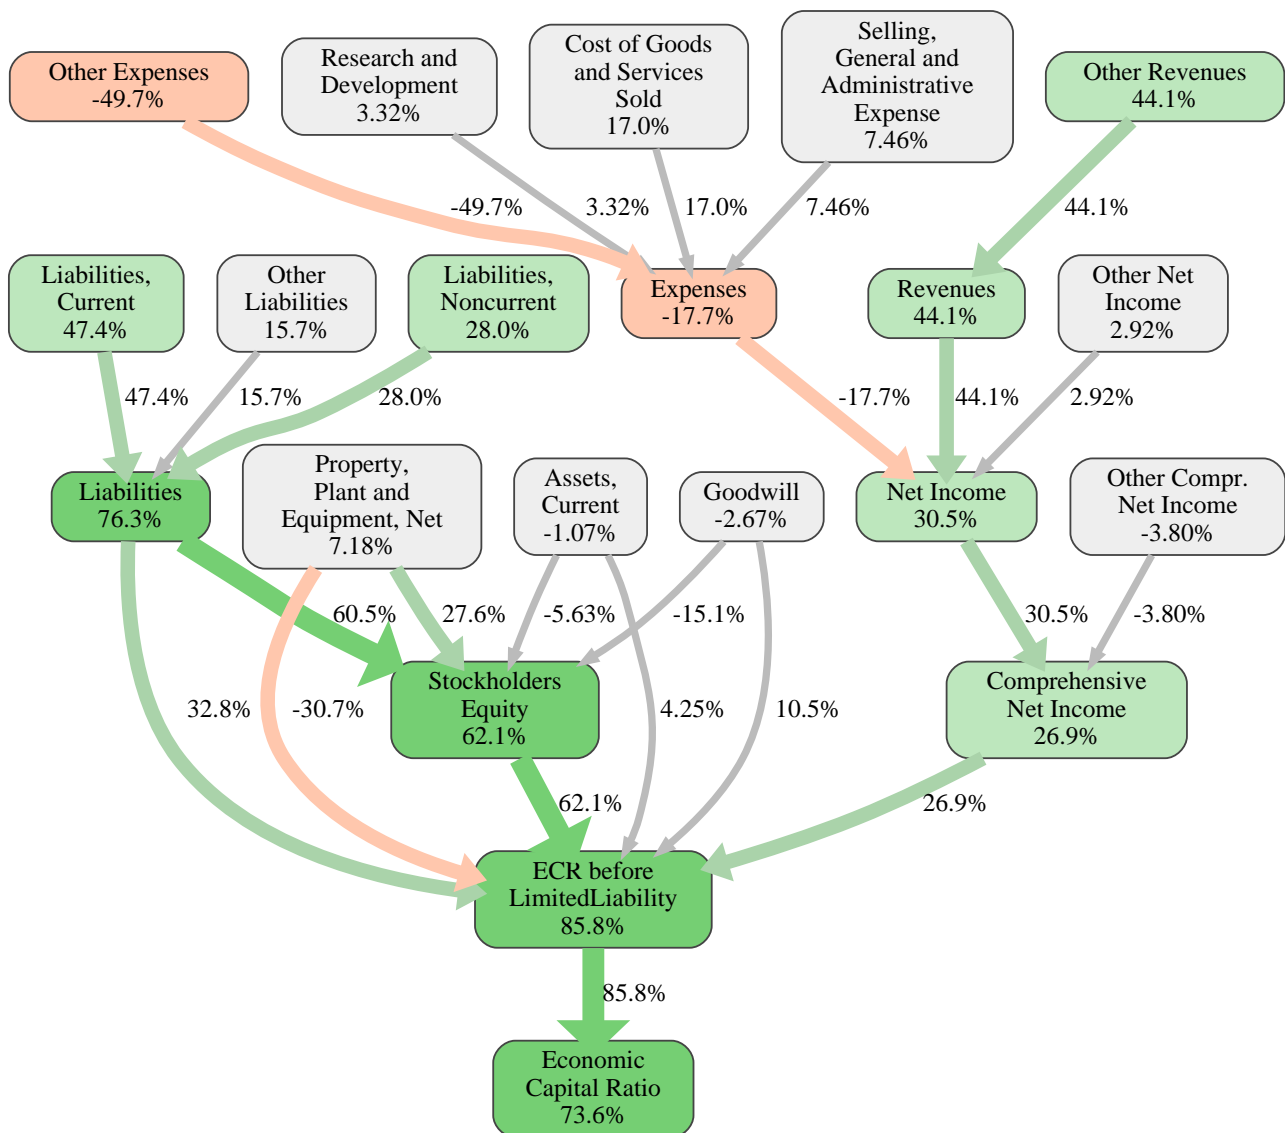 Other Expenses
-49.7%
Research and
Development
3.32%
Cost of Goods
and Services
Sold
17.0%
Selling,
General and
Administrative
Expense
7.46%
Other Revenues
44.1%
-49.7%
3.32%
17.0%
7.46%
44.1%
Liabilities,
Current
47.4%
Other
Liabilities
15.7%
Liabilities,
Noncurrent
28.0%
Expenses
-17.7%
Revenues
44.1%
Other Net
Income
2.92%
47.4%
15.7%
28.0%
-17.7%
44.1%
2.92%
Liabilities
76.3%
Property,
Plant and
Equipment, Net
7.18%
Assets,
Current
-1.07%
Goodwill
-2.67%
Net Income
30.5%
Other Compr.
Net Income
-3.80%
60.5%
27.6%
-5.63%
-15.1%
30.5%
-3.80%
32.8%
-30.7%
Stockholders
Equity
62.1%
4.25%
10.5%
Comprehensive
Net Income
26.9%
62.1%
26.9%
ECR before
LimitedLiability
85.8%
85.8%
Economic
Capital Ratio
73.6%